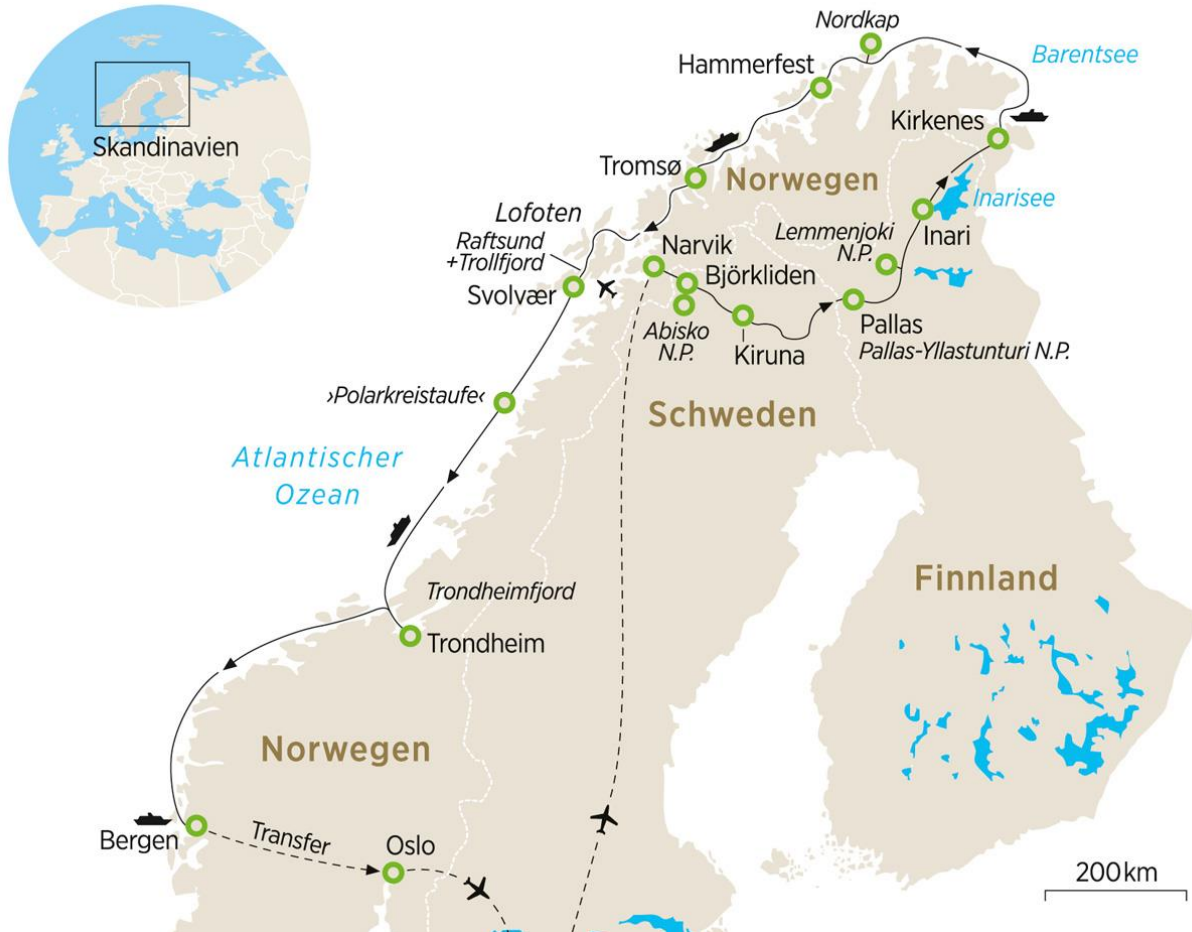 Skandinavien
Nordkap
Hammerfest
Barentsee
Kirkenes
Tromsø
Norwegen
Inarisee
Lofoten
Raftsund
+Trollfjord
Svolvær
Narvik
Björkliden
Abisko
N.P.
Kiruna
Lemmenjoki
N.P.
Inari
Pallas
Pallas-Yllastunturi N.P.
›Polarkreistaufe‹
Schweden
Atlantischer
Ozean
Finnland
Trondheimfjord
Trondheim
Norwegen
Bergen
Transfer
Oslo
200 km